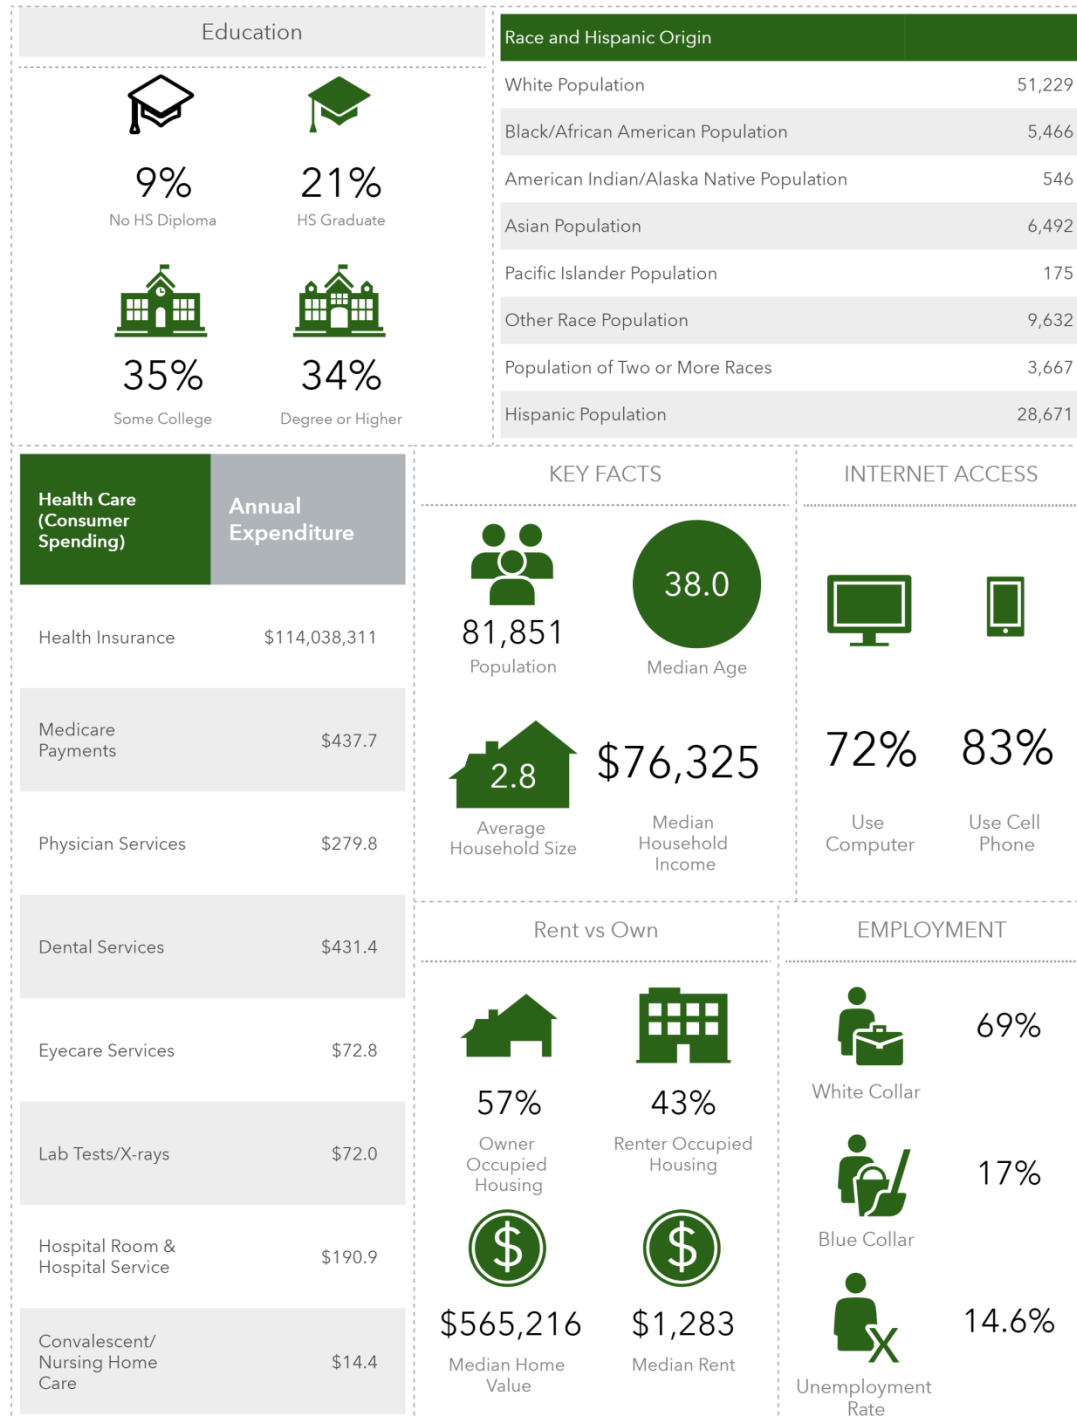 Education
9%
21%
No HS Diploma
HS Graduate
35%
34%
Some College
Degree or Higher
Race and Hispanic Origin
White Population 51,229
Black/African American Population 5,466
American Indian/Alaska Native Population 546
Asian Population 6,492
Pacific Islander Population 175
Other Race Population 9,632
Population of Two or More Races 3,667
Hispanic Population 28,671
Health Care
(Consumer
Spending)
Annual
Expenditure
Health Insurance $114,038,311
Medicare
Payments
$437.7
Physician Services $279.8
Dental Services $431.4
Eyecare Services $72.8
Lab Tests/X-rays $72.0
Hospital Room &
Hospital Service
$190.9
Convalescent/
Nursing Home
Care
$14.4
KEY FACTS
81,851
Population
38.0
Median Age
2.8
Average
Household Size
$76,325
Median
Household
Income
INTERNET ACCESS
72%
Use
Computer
83%
Use Cell
Phone
Rent vs Own
57%
Owner
Occupied
Housing
43%
Renter Occupied
Housing
$
$565,216
Median Home
Value
$
$1,283
Median Rent
EMPLOYMENT
69%
White Collar
17%
Blue Collar
X
14.6%
Unemployment
Rate